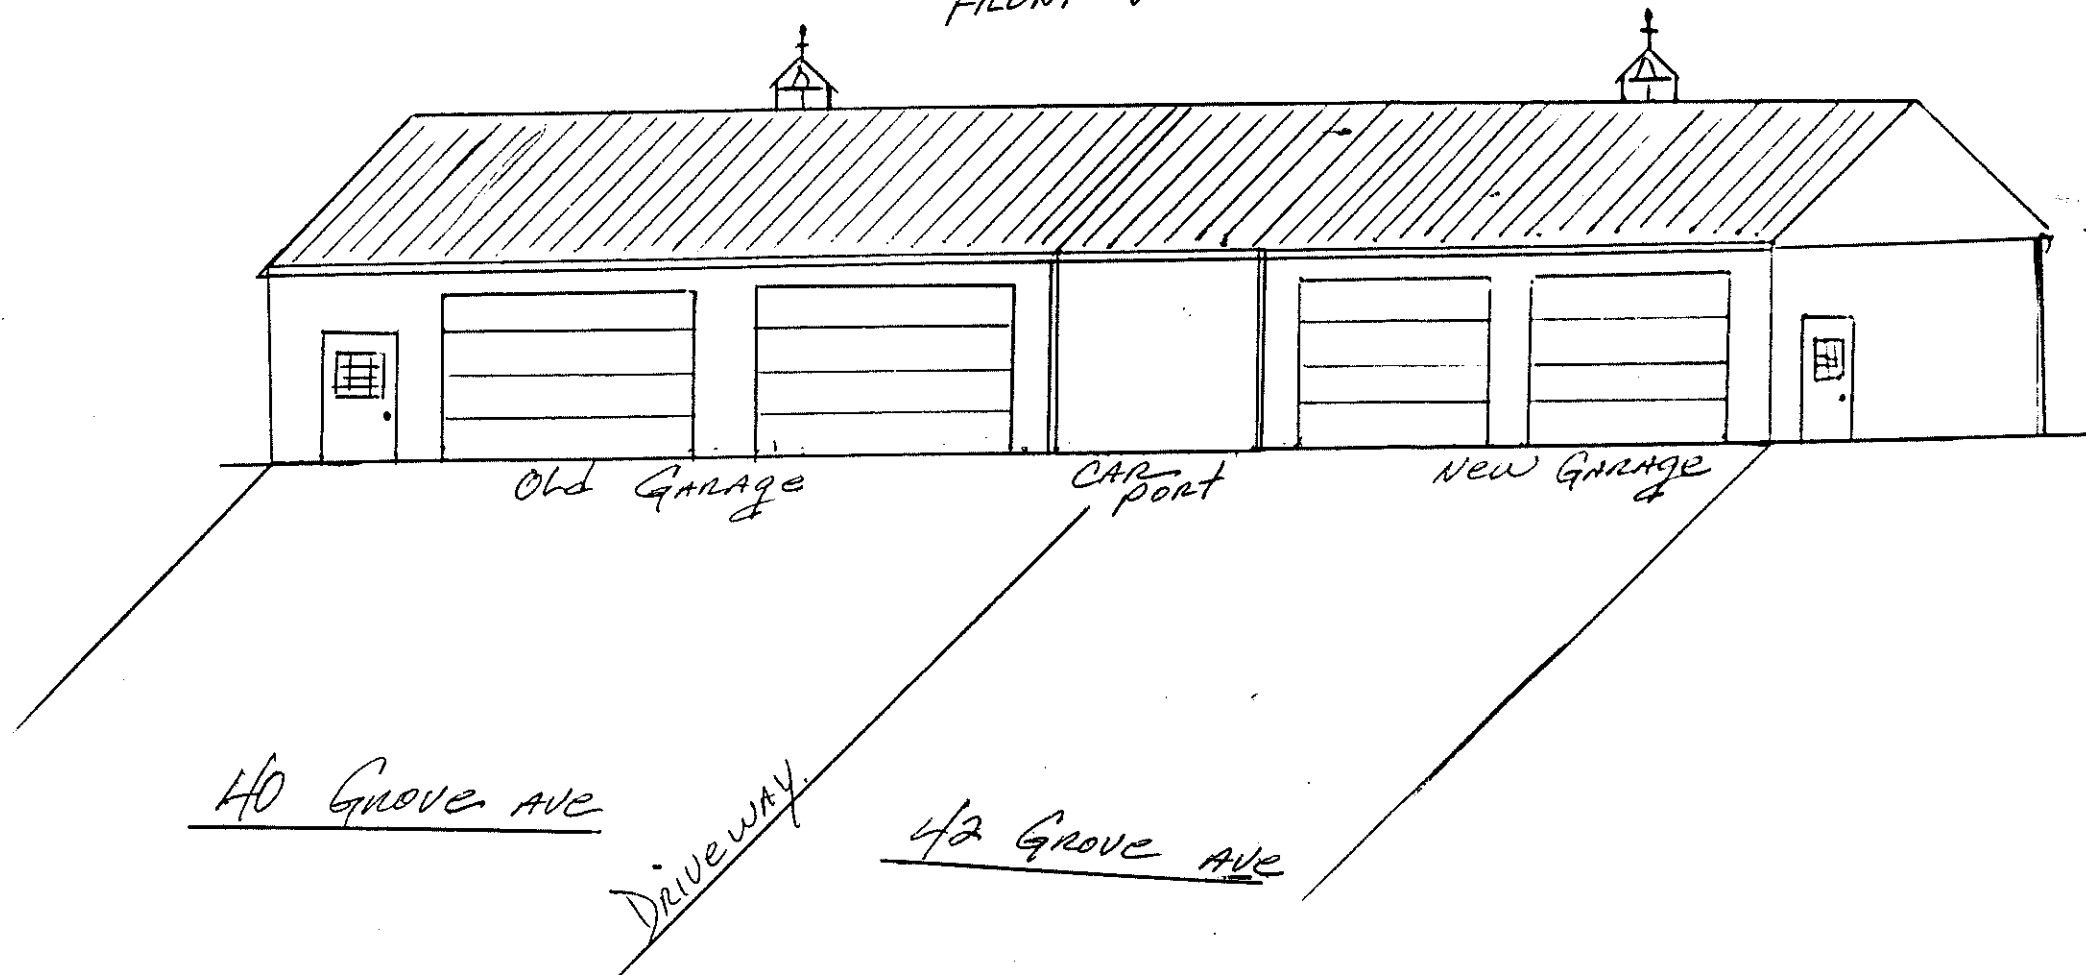 Old Garage
CAR PORT
New Garage
40 Grove Ave
Driveway.
42 Grove Ave